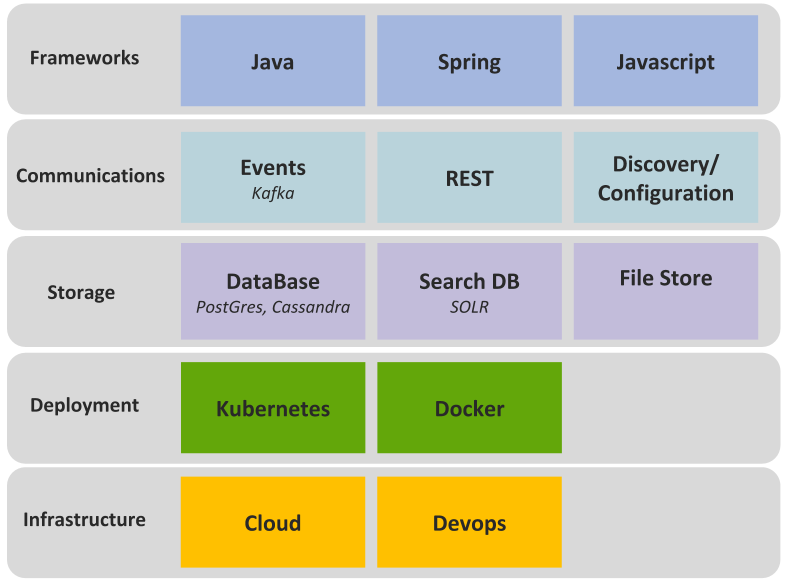 Frameworks
Java
Spring
Javascript
Communications
Events
Kafka
REST
Discovery/
Configuration
Storage
DataBase
PostGres, Cassandra
Search DB
SOLR
File Store
Deployment
Kubernetes
Docker
Infrastructure
Cloud
Devops